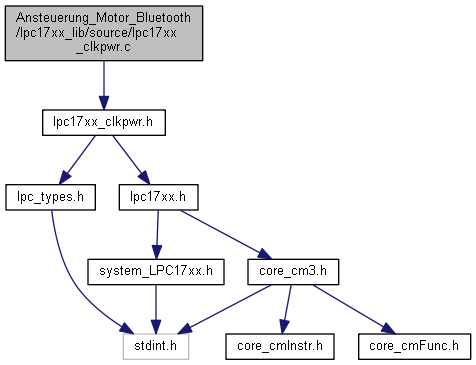 Ansteuerung_Motor_Bluetooth
/lpc17xx_lib/source/lpc17xx
_clkpwr.c
lpc17xx_clkpwr.h
lpc_types.h
lpc17xx.h
system_LPC17xx.h
core_cm3.h
stdint.h
core_cmInstr.h
core_cmFunc.h